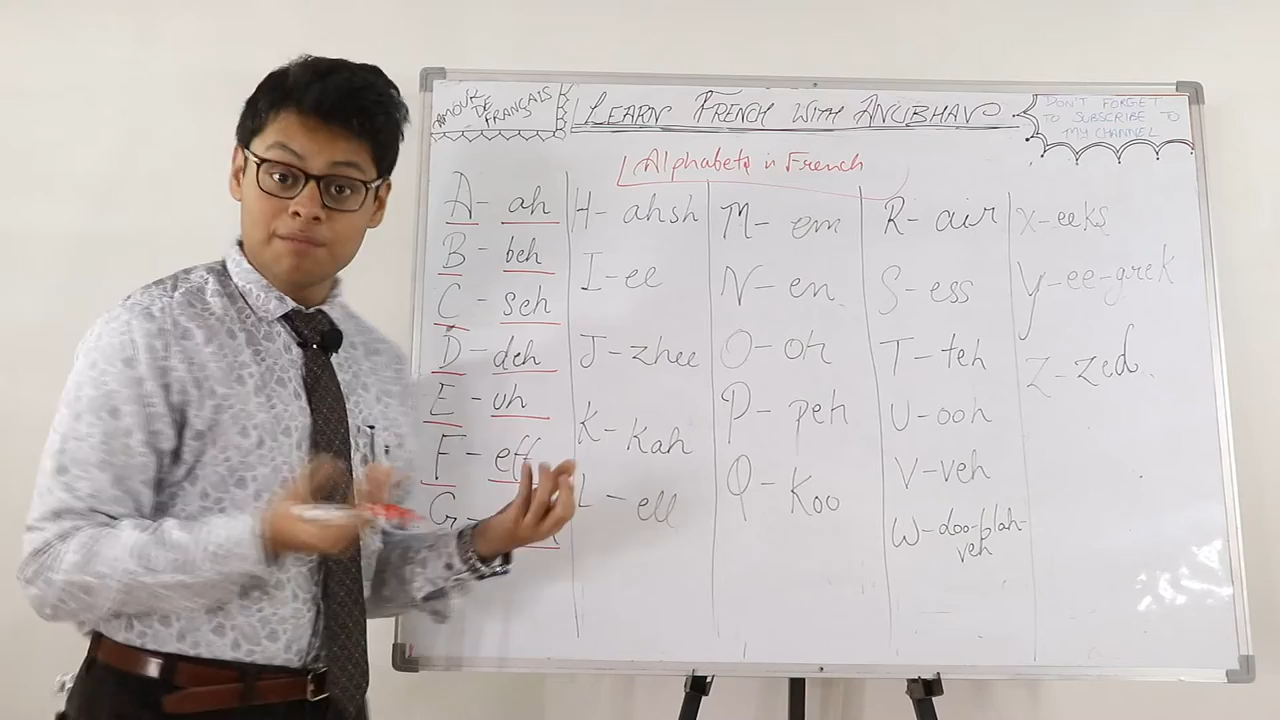 AMOUR
DE
FRANÇAIS
LEARN FRENCH WITH ANUBHAV
DON'T FORGET
TO SUBSCRIBE TO
MY CHANNEL
Alphabets in French
A- ah
B- beh
C- seh
D-deh
E- uh
F- eff
G-
H- ahsh
I-ee
J-zhee
K-Kah
L-ell
M- em
N- en
O-oh
P- peh
Q- Koo
R- air
S-ess
T-teh
U-ooh
V-veh
W-doo-blah-
veh
X-eeks
Y-ee-grek
Z-zed